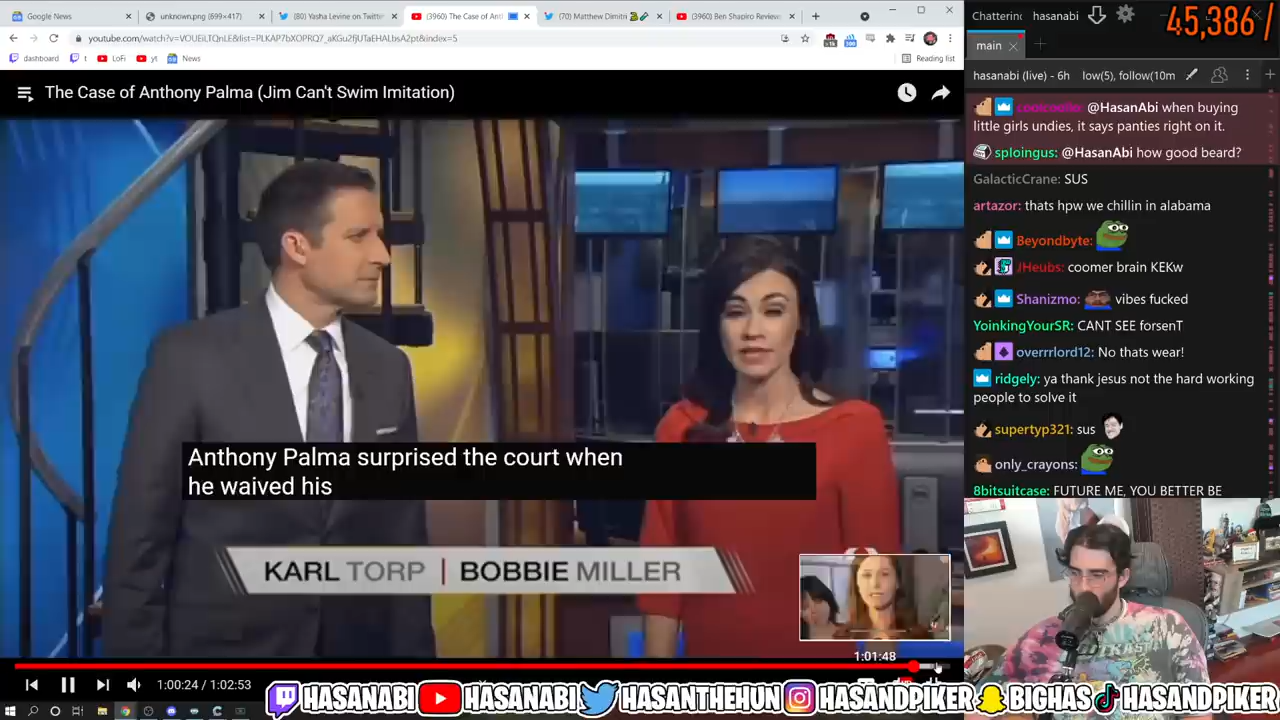 Google News
unknown.png (699×417)
(80) Yasha Levine on Twitter
(3960) The Case of Ant
(70) Matthew Dimitri
(3960) Ben Shapiro Review
youtube.com/watch?v=VOUEiLTQnLE&list=PLKAP7bXOPRQ7_aKGu2fjUTaEHALbsA2pt&index=5
dashboard
t
LoFi
yt
News
Reading list
The Case of Anthony Palma (Jim Can't Swim Imitation)
Anthony Palma surprised the court when
he waived his
KARL TORP | BOBBIE MILLER
1:01:48
1:00:24 / 1:02:53
Chatterino
hasanabi
45,386 /
main
hasanabi (live) - 6h
low(5), follow(10m
coolcoolio: @HasanAbi when buying
little girls undies, it says panties right on it.
sploingus: @HasanAbi how good beard?
GalacticCrane: SUS
artazor: thats hpw we chillin in alabama
Beyondbyte:
JHeubs: coomer brain KEKw
Shanizmo: vibes fucked
YoinkingYourSR: CANT SEE forsenT
overrrlord12: No thats wear!
ridgely: ya thank jesus not the hard working
people to solve it
supertyp321: sus
only_crayons:
8bitsuitcase: FUTURE ME, YOU BETTER BE
HASANABI
HASANABI
HASANTHEHUN
HASANDPIKER
BIGHAS
HASANDPIKER